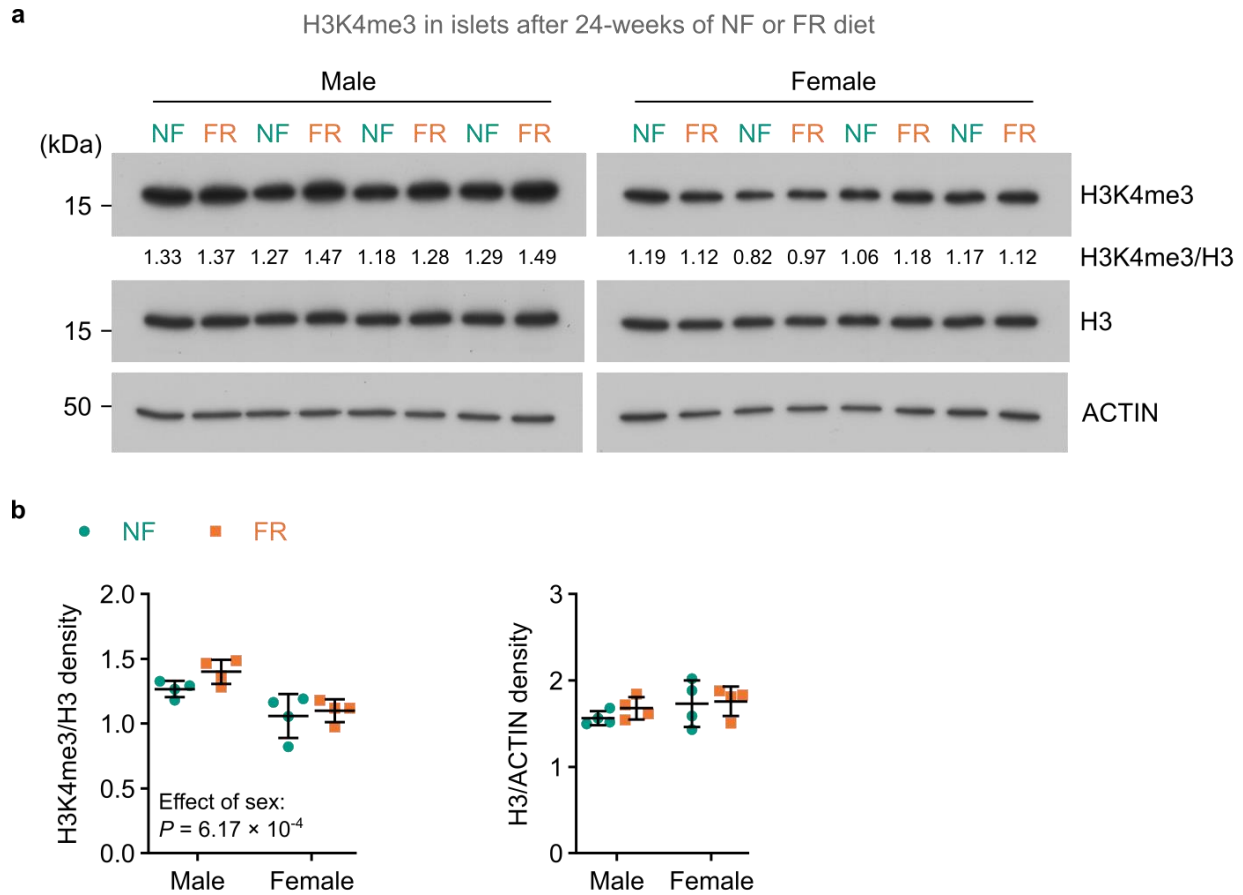 a
H3K4me3 in islets after 24-weeks of NF or FR diet
Male Female
NF FR NF FR NF FR NF FR NF FR NF FR NF FR NF FR
(kDa)
15 H3K4me3
1.33 1.37 1.27 1.47 1.18 1.28 1.29 1.49 1.19 1.12 0.82 0.97 1.06 1.18 1.17 1.12 H3K4me3/H3
15 H3
50 ACTIN
b
NF FR
H3K4me3/H3 density
2.0
1.5
1.0
0.5
0.0
Effect of sex:
P = 6.17 × 10⁻⁴
Male Female
H3/ACTIN density
3
2
1
0
Male Female